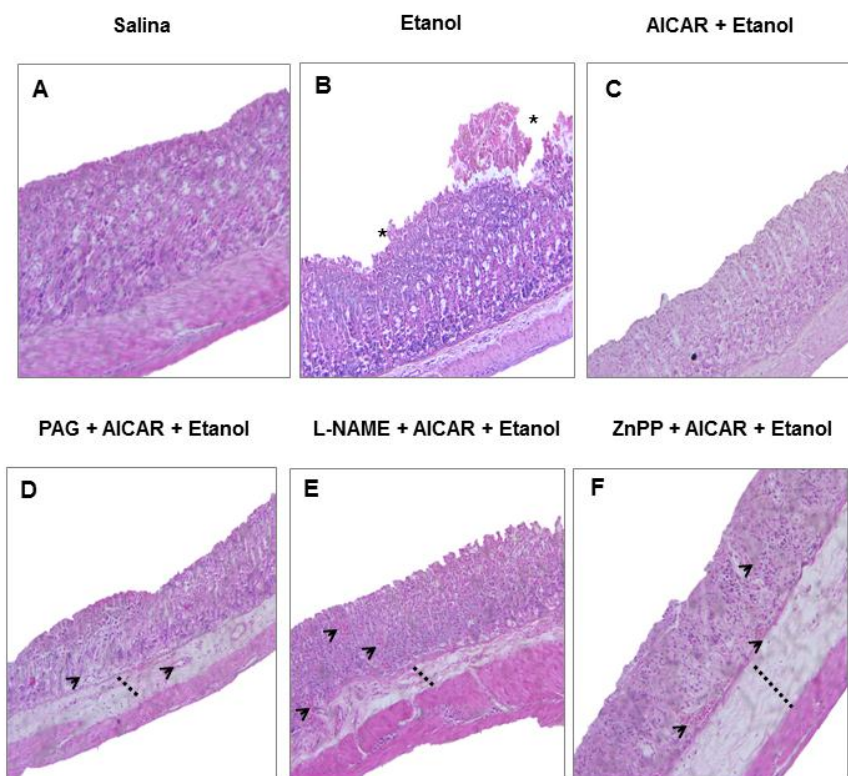 Salina Etanol AICAR + Etanol
A B C
* *
PAG + AICAR + Etanol L-NAME + AICAR + Etanol ZnPP + AICAR + Etanol
D E F